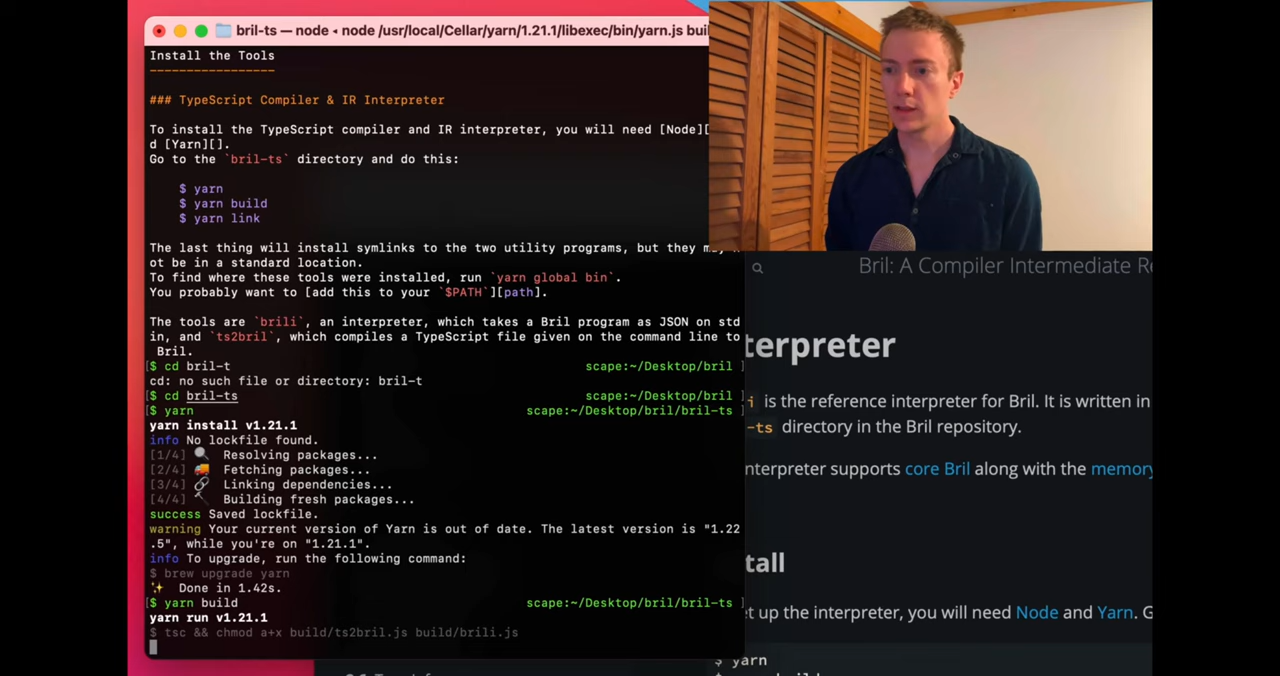 bril-ts — node ◂ node /usr/local/Cellar/yarn/1.21.1/libexec/bin/yarn.js
Install the Tools
-----------------
### TypeScript Compiler & IR Interpreter
To install the TypeScript compiler and IR interpreter, you will need [Node][
d [Yarn][].
Go to the `bril-ts` directory and do this:
$ yarn
$ yarn build
$ yarn link
The last thing will install symlinks to the two utility programs, but they
ot be in a standard location.
To find where these tools were installed, run `yarn global bin`.
You probably want to [add this to your `$PATH`][path].
The tools are `brili`, an interpreter, which takes a Bril program as JSON on std
in, and `ts2bril`, which compiles a TypeScript file given on the command line to
Bril.
[$ cd bril-t scape:~/Desktop/bril ]
cd: no such file or directory: bril-t
[$ cd bril-ts scape:~/Desktop/bril ]
[$ yarn scape:~/Desktop/bril/bril-ts ]
yarn install v1.21.1
info No lockfile found.
[1/4] 🔍 Resolving packages...
[2/4] 🚚 Fetching packages...
[3/4] 🔗 Linking dependencies...
[4/4] 🔨 Building fresh packages...
success Saved lockfile.
warning Your current version of Yarn is out of date. The latest version is "1.22
.5", while you're on "1.21.1".
info To upgrade, run the following command:
$ brew upgrade yarn
✨ Done in 1.42s.
[$ yarn build scape:~/Desktop/bril/bril-ts ]
yarn run v1.21.1
$ tsc && chmod a+x build/ts2bril.js build/brili.js
Bril: A Compiler Intermediate Re
terpreter
i is the reference interpreter for Bril. It is written in
-ts directory in the Bril repository.
nterpreter supports core Bril along with the memory
tall
et up the interpreter, you will need Node and Yarn. G
$ yarn